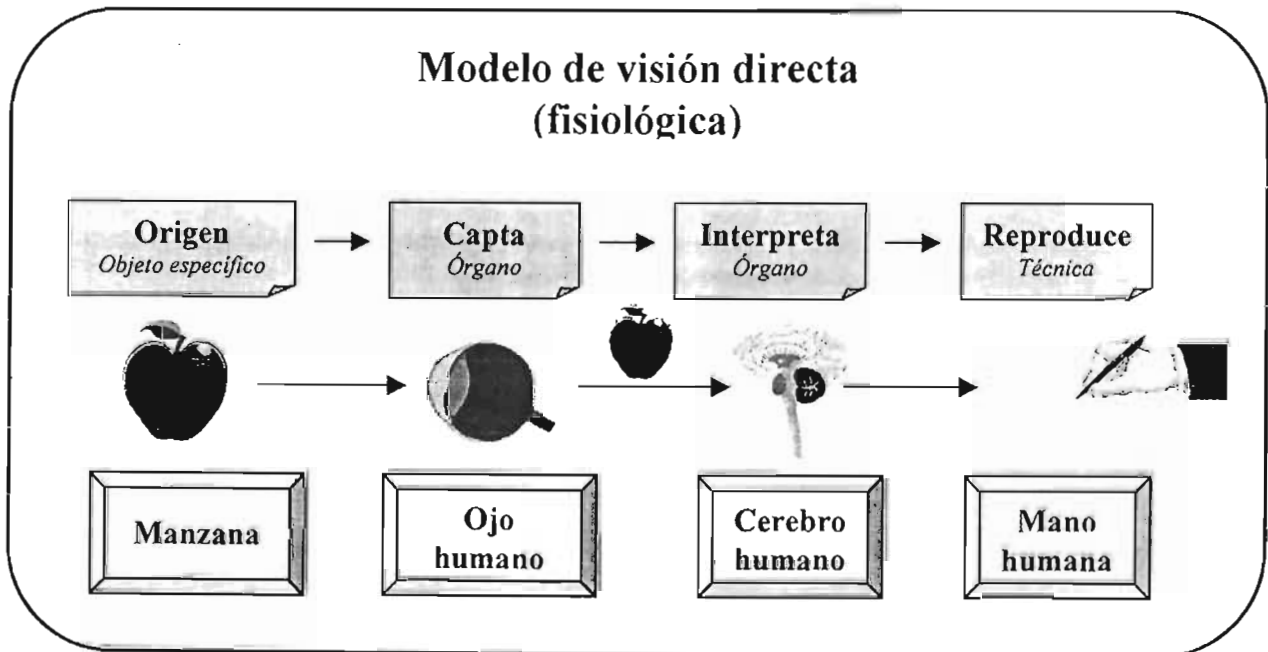 Modelo de visión directa
(fisiológica)
Origen
Objeto específico
Capta
Órgano
Interpreta
Órgano
Reproduce
Técnica
Manzana
Ojo
humano
Cerebro
humano
Mano
humana